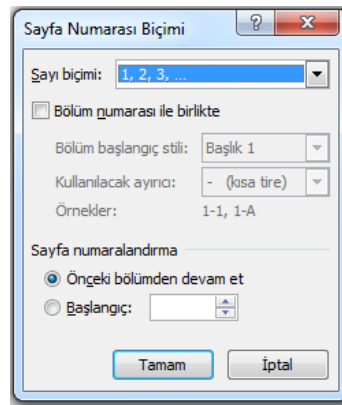 Sayfa Numarası Biçimi
Sayı biçimi: 1, 2, 3, ...
Bölüm numarası ile birlikte
Bölüm başlangıç stili: Başlık 1
Kullanılacak ayırıcı: - (kısa tire)
Örnekler: 1-1, 1-A
Sayfa numaralandırma
Önceki bölümden devam et
Başlangıç:
Tamam İptal